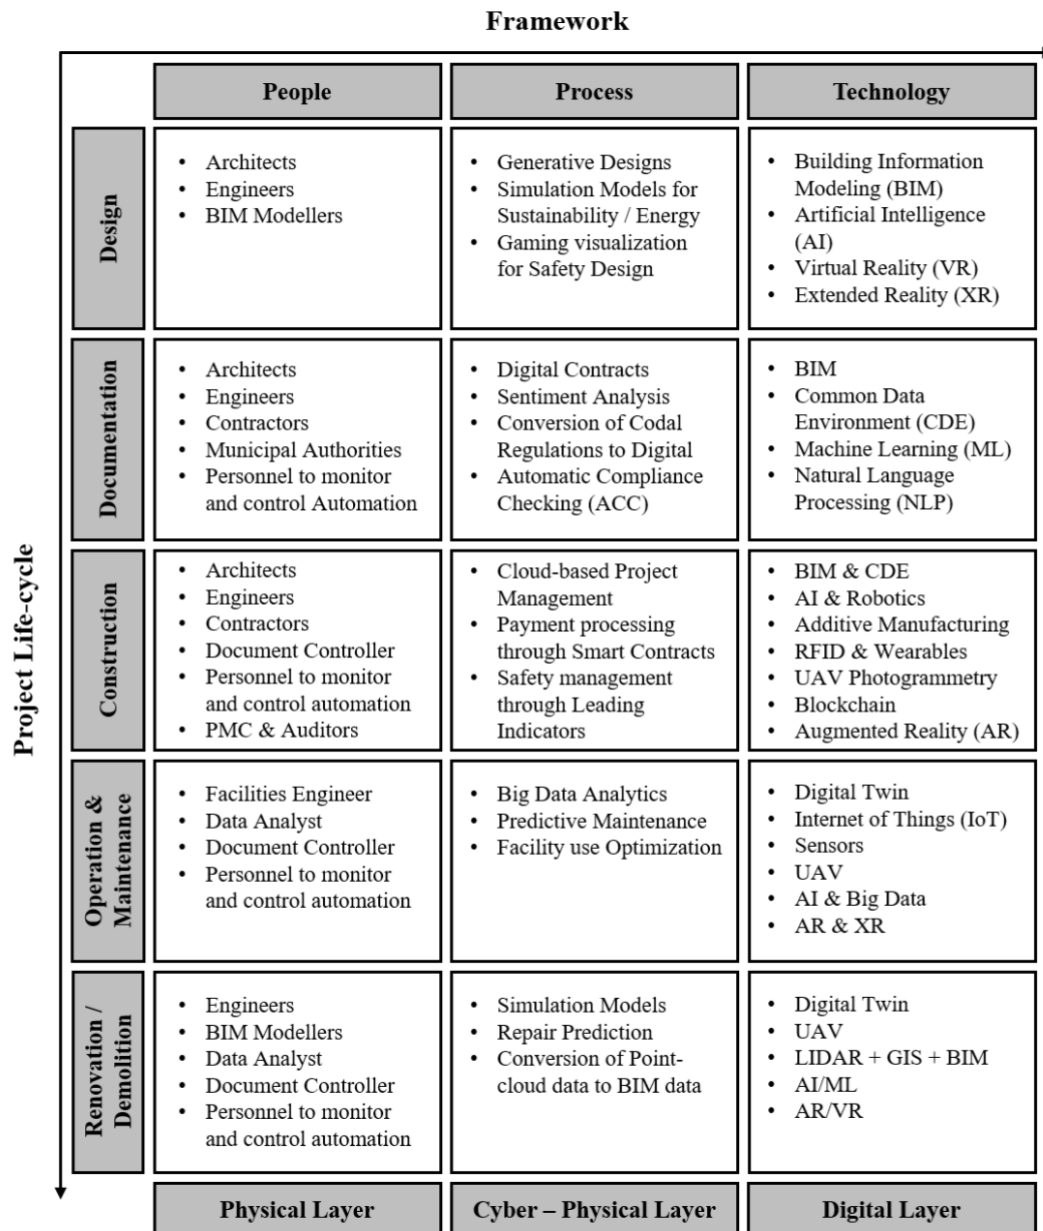 Framework
People
Process
Technology
Project Life-cycle
Design
• Architects
• Engineers
• BIM Modellers
• Generative Designs
• Simulation Models for
Sustainability / Energy
• Gaming visualization
for Safety Design
• Building Information
Modeling (BIM)
• Artificial Intelligence
(AI)
• Virtual Reality (VR)
• Extended Reality (XR)
Documentation
• Architects
• Engineers
• Contractors
• Municipal Authorities
• Personnel to monitor
and control Automation
• Digital Contracts
• Sentiment Analysis
• Conversion of Codal
Regulations to Digital
• Automatic Compliance
Checking (ACC)
• BIM
• Common Data
Environment (CDE)
• Machine Learning (ML)
• Natural Language
Processing (NLP)
Construction
• Architects
• Engineers
• Contractors
• Document Controller
• Personnel to monitor
and control automation
• PMC & Auditors
• Cloud-based Project
Management
• Payment processing
through Smart Contracts
• Safety management
through Leading
Indicators
• BIM & CDE
• AI & Robotics
• Additive Manufacturing
• RFID & Wearables
• UAV Photogrammetry
• Blockchain
• Augmented Reality (AR)
Operation &
Maintenance
• Facilities Engineer
• Data Analyst
• Document Controller
• Personnel to monitor
and control automation
• Big Data Analytics
• Predictive Maintenance
• Facility use Optimization
• Digital Twin
• Internet of Things (IoT)
• Sensors
• UAV
• AI & Big Data
• AR & XR
Renovation /
Demolition
• Engineers
• BIM Modellers
• Data Analyst
• Document Controller
• Personnel to monitor
and control automation
• Simulation Models
• Repair Prediction
• Conversion of Point-
cloud data to BIM data
• Digital Twin
• UAV
• LIDAR + GIS + BIM
• AI/ML
• AR/VR
Physical Layer
Cyber – Physical Layer
Digital Layer